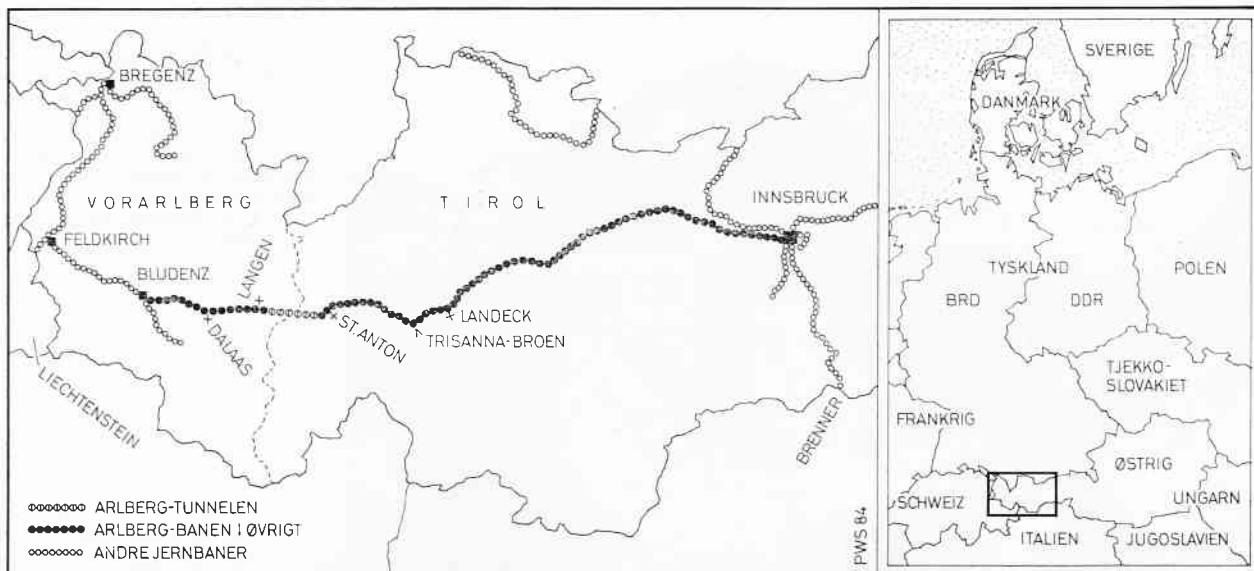 BREGENZ
VORARLBERG
TIROL
INNSBRUCK
FELDKIRCH
BLUDENZ
LANGEN
DALAAS
ST. ANTON
LANDECK
TRISANNA-BROEN
LIECHTENSTEIN
BRENNER
ARLBERG-TUNNELEN
ARLBERG-BANEN I ØVRIGT
ANDRE JERNBANER
PWS 84
SVERIGE
DANMARK
TYSKLAND
POLEN
BRD
DDR
TJEKKO-
SLOVAKIET
FRANKRIG
ØSTRIG
SCHWEIZ
UNGARN
ITALIEN
JUGOSLAVIEN